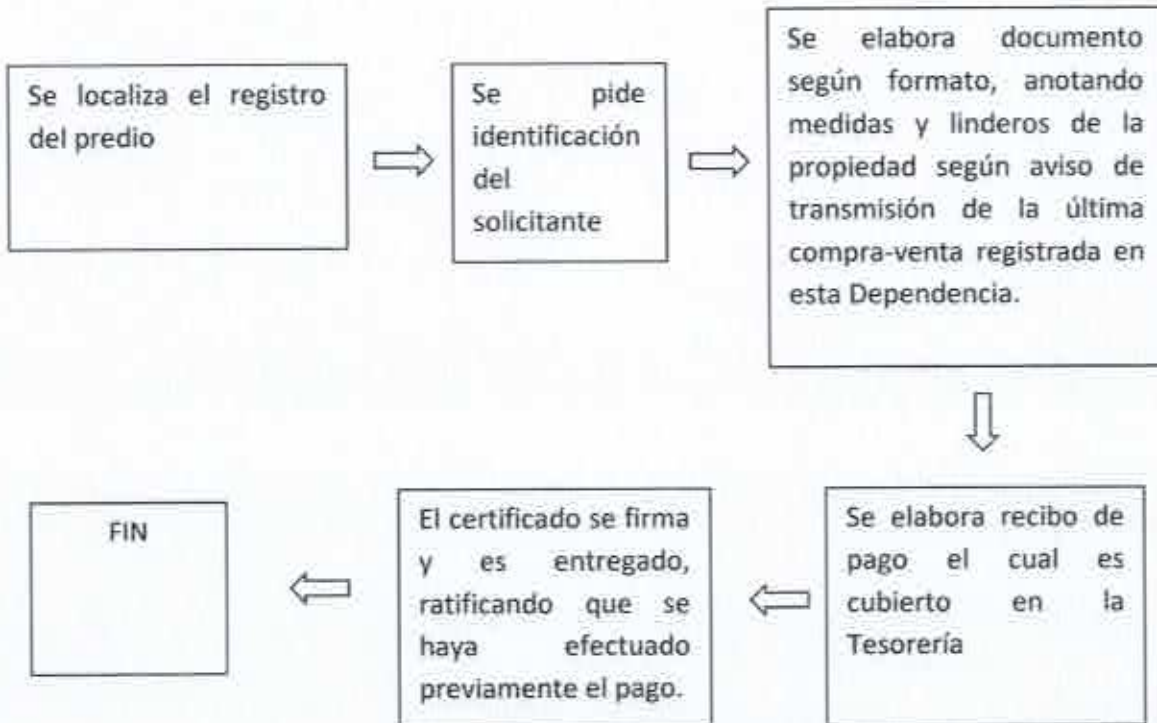 Se localiza el registro
del predio
Se pide
identificación
del
solicitante
Se elabora documento
según formato, anotando
medidas y linderos de la
propiedad según aviso de
transmisión de la última
compra-venta registrada en
esta Dependencia.
Se elabora recibo de
pago el cual es
cubierto en la
Tesorería
El certificado se firma
y es entregado,
ratificando que se
haya efectuado
previamente el pago.
FIN